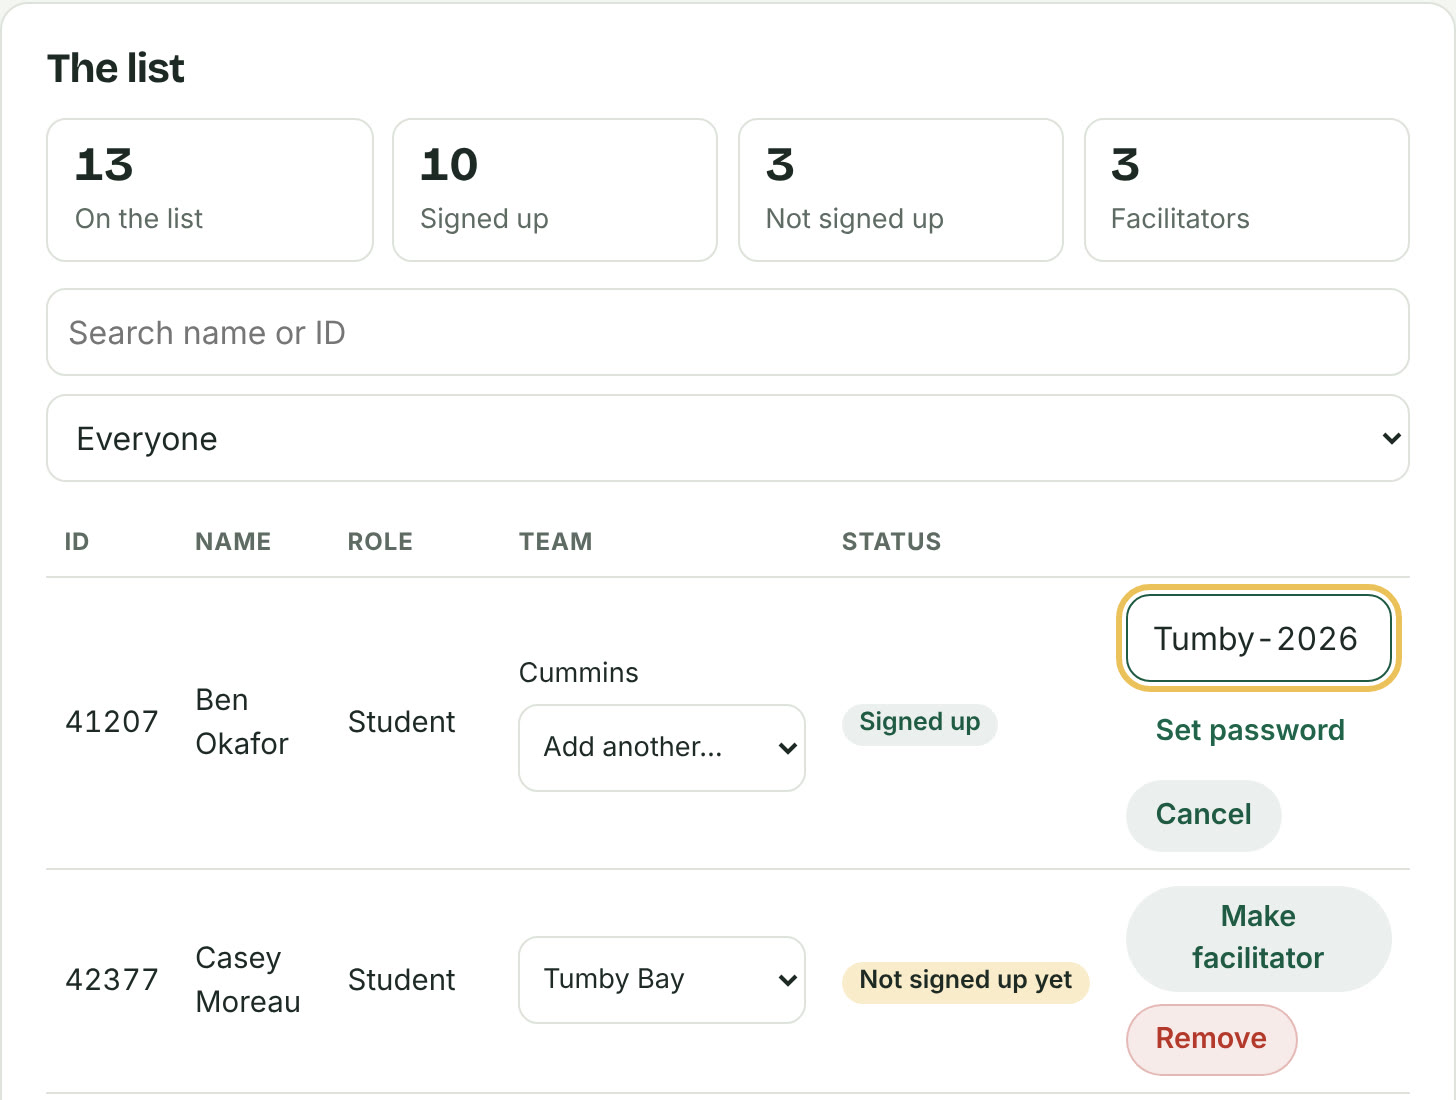 The list
13
On the list
10
Signed up
3
Not signed up
3
Facilitators
Search name or ID
Everyone
ID NAME ROLE TEAM STATUS
41207
Ben
Okafor
Student
Cummins
Add another...
Signed up
Tumby-2026
Set password
Cancel
42377
Casey
Moreau
Student
Tumby Bay
Not signed up yet
Make
facilitator
Remove